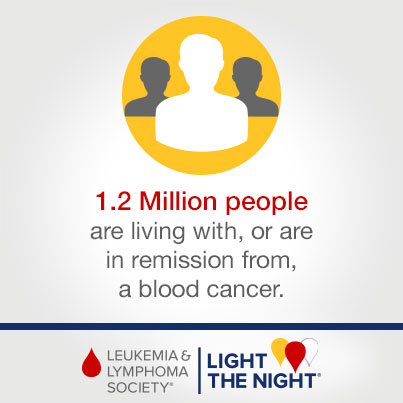 1.2 Million people
are living with, or are
in remission from,
a blood cancer.
LEUKEMIA &
LYMPHOMA
SOCIETY®
LIGHT
THE NIGHT®